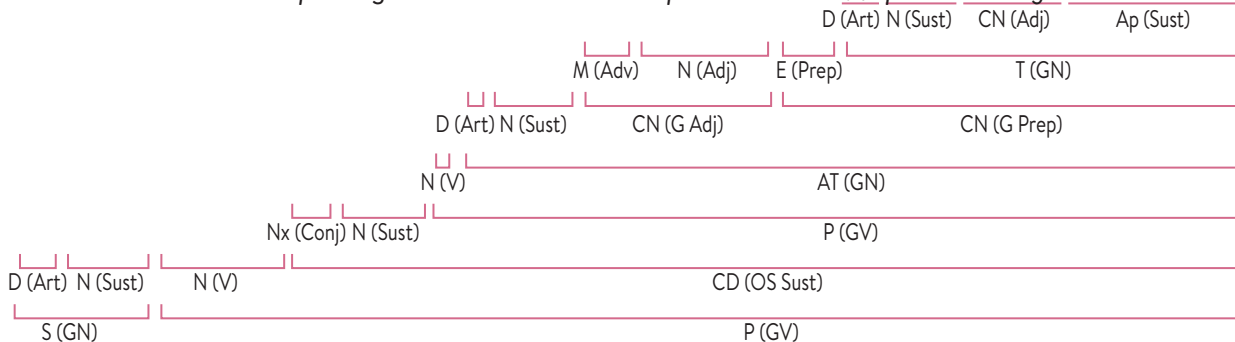 D (Art) N (Sust) CN (Adj) Ap (Sust)
M (Adv) N (Adj) E (Prep) T (GN)
D (Art) N (Sust) CN (G Adj) CN (G Prep)
N (V) AT (GN)
Nx (Conj) N (Sust) P (GV)
D (Art) N (Sust) N (V) CD (OS Sust)
S (GN) P (GV)